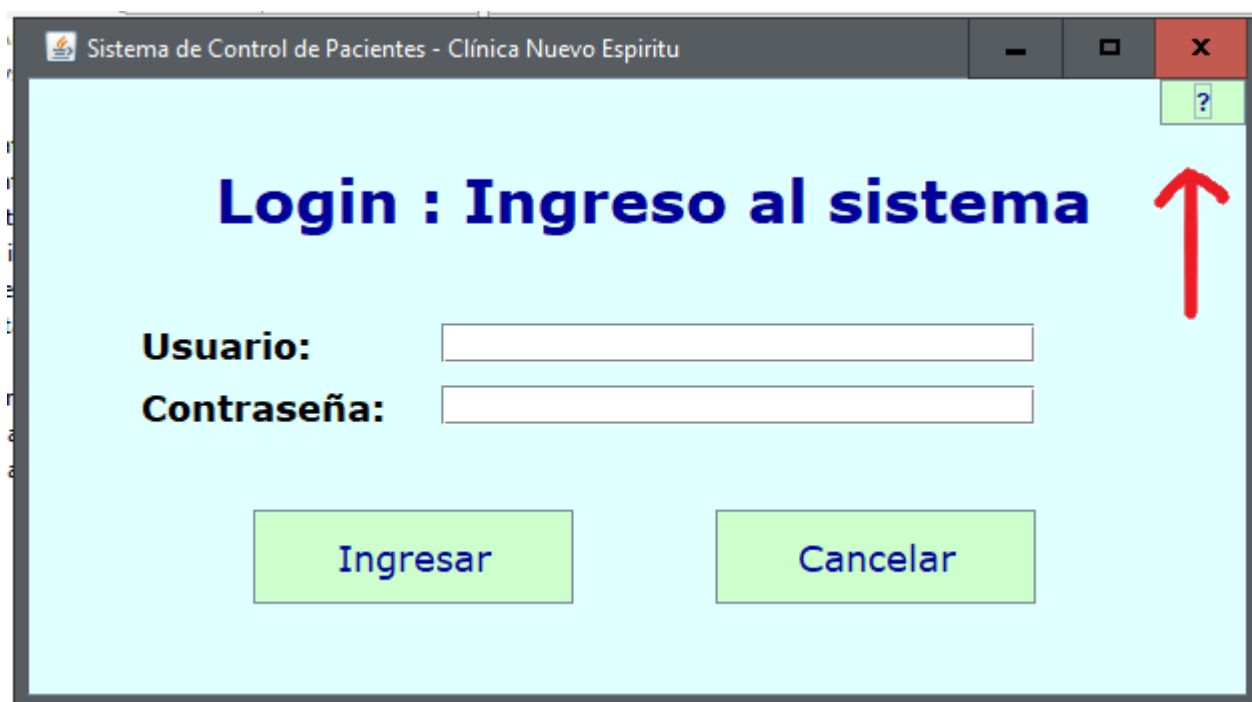 Sistema de Control de Pacientes - Clínica Nuevo Espiritu
?
Login : Ingreso al sistema
Usuario:
Contraseña:
Ingresar
Cancelar